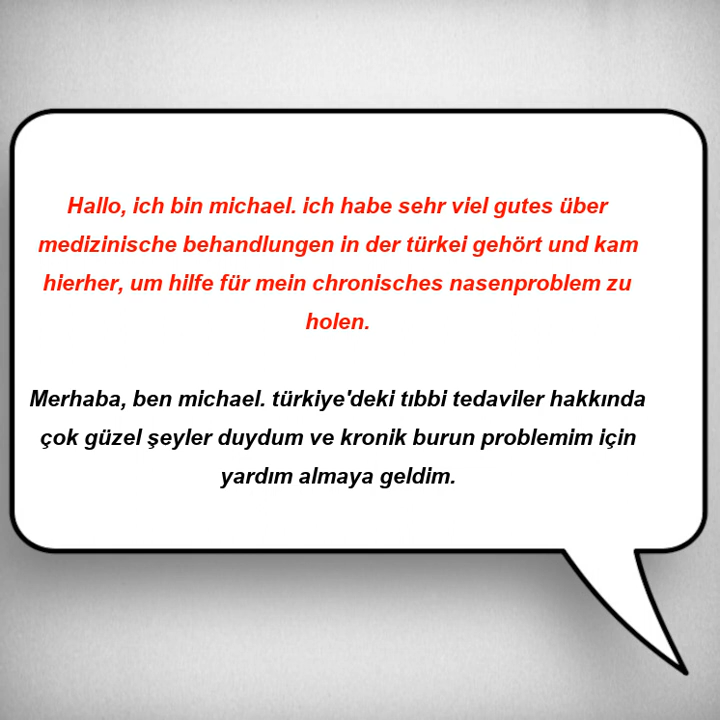 Hallo, ich bin michael. ich habe sehr viel gutes über
medizinische behandlungen in der türkei gehört und kam
hierher, um hilfe für mein chronisches nasenproblem zu
holen.
Merhaba, ben michael. türkiye'deki tıbbi tedaviler hakkında
çok güzel şeyler duydum ve kronik burun problemim için
yardım almaya geldim.